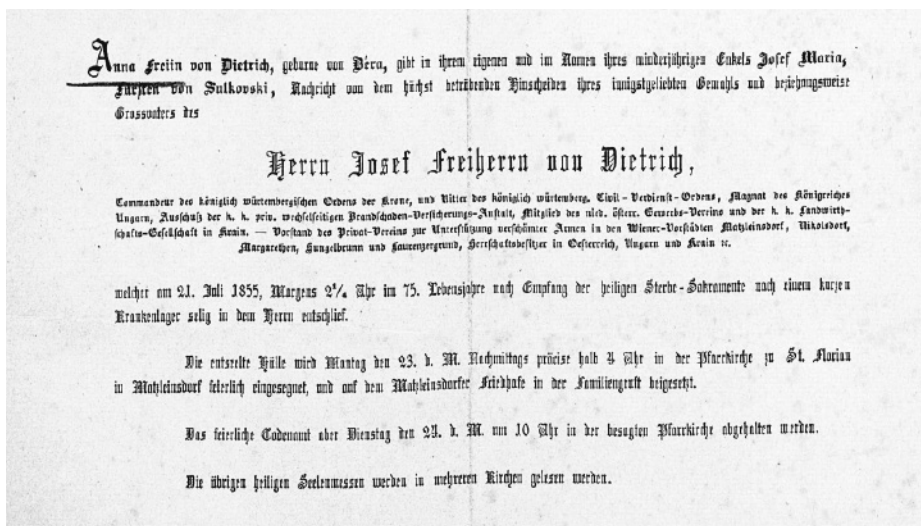 Anna Freiin von Dietrich, geborne von Déra, gibt in ihrem eigenen und im Namen ihres minderjährigen Enkels Josef Maria,
Fürsten von Sulkovski, Nachricht von dem höchst betrübenden Hinscheiden ihres innigstgeliebten Gemahls und beziehungsweise
Grossvaters des
Herrn Josef Freiherrn von Dietrich,
Commandeur des königlich würtembergischen Ordens der Krone, und Ritter des königlich würtemberg. Civil-Verdienst-Ordens, Magnat des Königreiches
Ungarn, Ausschuß der k. k. priv. wechselseitigen Brandschaden-Versicherungs-Anstalt, Mitglied des nied. österr. Gewerbs-Vereins und der k. k. Landwirth-
schafts-Gesellschaft in Krain. — Vorstand des Privat-Vereins zur Unterstützung verschämter Armen in den Wiener-Vorstädten Matzleinsdorf, Nikolsdorf,
Margarethen, Hungelbrunn und Laurenzergrund, Herrschaftsbesitzer in Oesterreich, Ungarn und Krain ꝛc.
welcher am 21. Juli 1855, Morgens 2¼ Uhr im 75. Lebensjahre nach Empfang der heiligen Sterbe-Sakramente nach einem kurzen
Krankenlager selig in dem Herrn entschlief.
Die entseelte Hülle wird Montag den 23. d. M. Nachmittags präcise halb 4 Uhr in der Pfarrkirche zu St. Florian
in Matzleinsdorf feierlich eingesegnet, und auf dem Matzleinsdorfer Friedhofe in der Familiengruft beigesetzt.
Das feierliche Todenamt aber Dienstag den 24. d. M. um 10 Uhr in der besagten Pfarrkirche abgehalten werden.
Die übrigen heiligen Seelenmessen werden in mehreren Kirchen gelesen werden.